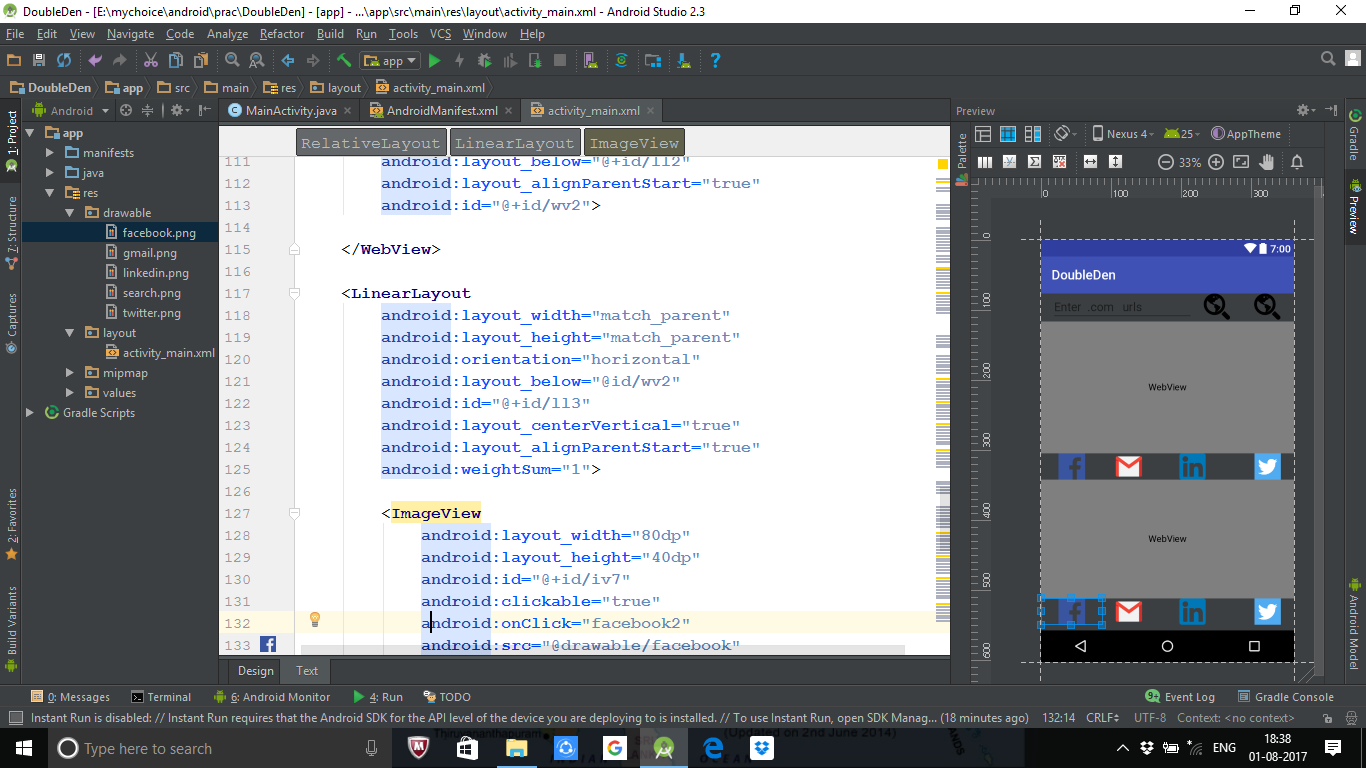 DoubleDen - [E:\mychoice\android\prac\DoubleDen] - [app] - ...\app\src\main\res\layout\activity_main.xml - Android Studio 2.3
File Edit View Navigate Code Analyze Refactor Build Run Tools VCS Window Help
app
DoubleDen app src main res layout activity_main.xml
Android
MainActivity.java AndroidManifest.xml activity_main.xml
Preview
1: Project
7: Structure
Captures
2: Favorites
Build Variants
app
manifests
java
res
drawable
facebook.png
gmail.png
linkedin.png
search.png
twitter.png
layout
activity_main.xml
mipmap
values
Gradle Scripts
RelativeLayout LinearLayout ImageView
111 android:layout_below="@+id/ll2"
112 android:layout_alignParentStart="true"
113 android:id="@+id/wv2">
114
115 </WebView>
116
117 <LinearLayout
118 android:layout_width="match_parent"
119 android:layout_height="match_parent"
120 android:orientation="horizontal"
121 android:layout_below="@id/wv2"
122 android:id="@+id/ll3"
123 android:layout_centerVertical="true"
124 android:layout_alignParentStart="true"
125 android:weightSum="1">
126
127 <ImageView
128 android:layout_width="80dp"
129 android:layout_height="40dp"
130 android:id="@+id/iv7"
131 android:clickable="true"
132 android:onClick="facebook2"
133 android:src="@drawable/facebook"
Design Text
Palette
Nexus 4 25 AppTheme
33%
0 100 200 300
0
100
200
300
400
500
600
7:00
DoubleDen
Enter .com urls
WebView
WebView
Gradle
Preview
Android Model
0: Messages Terminal 6: Android Monitor 4: Run TODO
9+ Event Log Gradle Console
Instant Run is disabled: // Instant Run requires that the Android SDK for the API level of the device you are deploying to is installed. // To use Instant Run, open SDK Manag... (18 minutes ago) 132:14 CRLF UTF-8 Context: <no context>
Type here to search
(Updated on 2nd June 2014)
ENG
18:38
01-08-2017